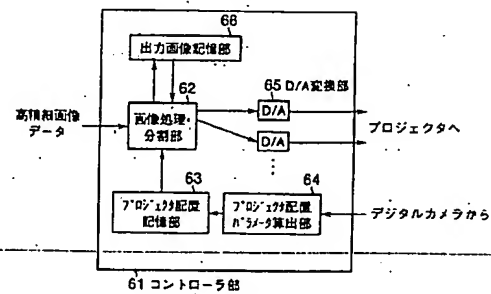 66
出力画像記憶部
62
65 D/A変換部
高精細画像
データ
画像処理・
分割部
D/A
D/A
プロジェクタへ
63
64
プロジェクタ配置
記憶部
プロジェクタ配置
パラメータ算出部
デジタルカメラから
61 コントローラ部